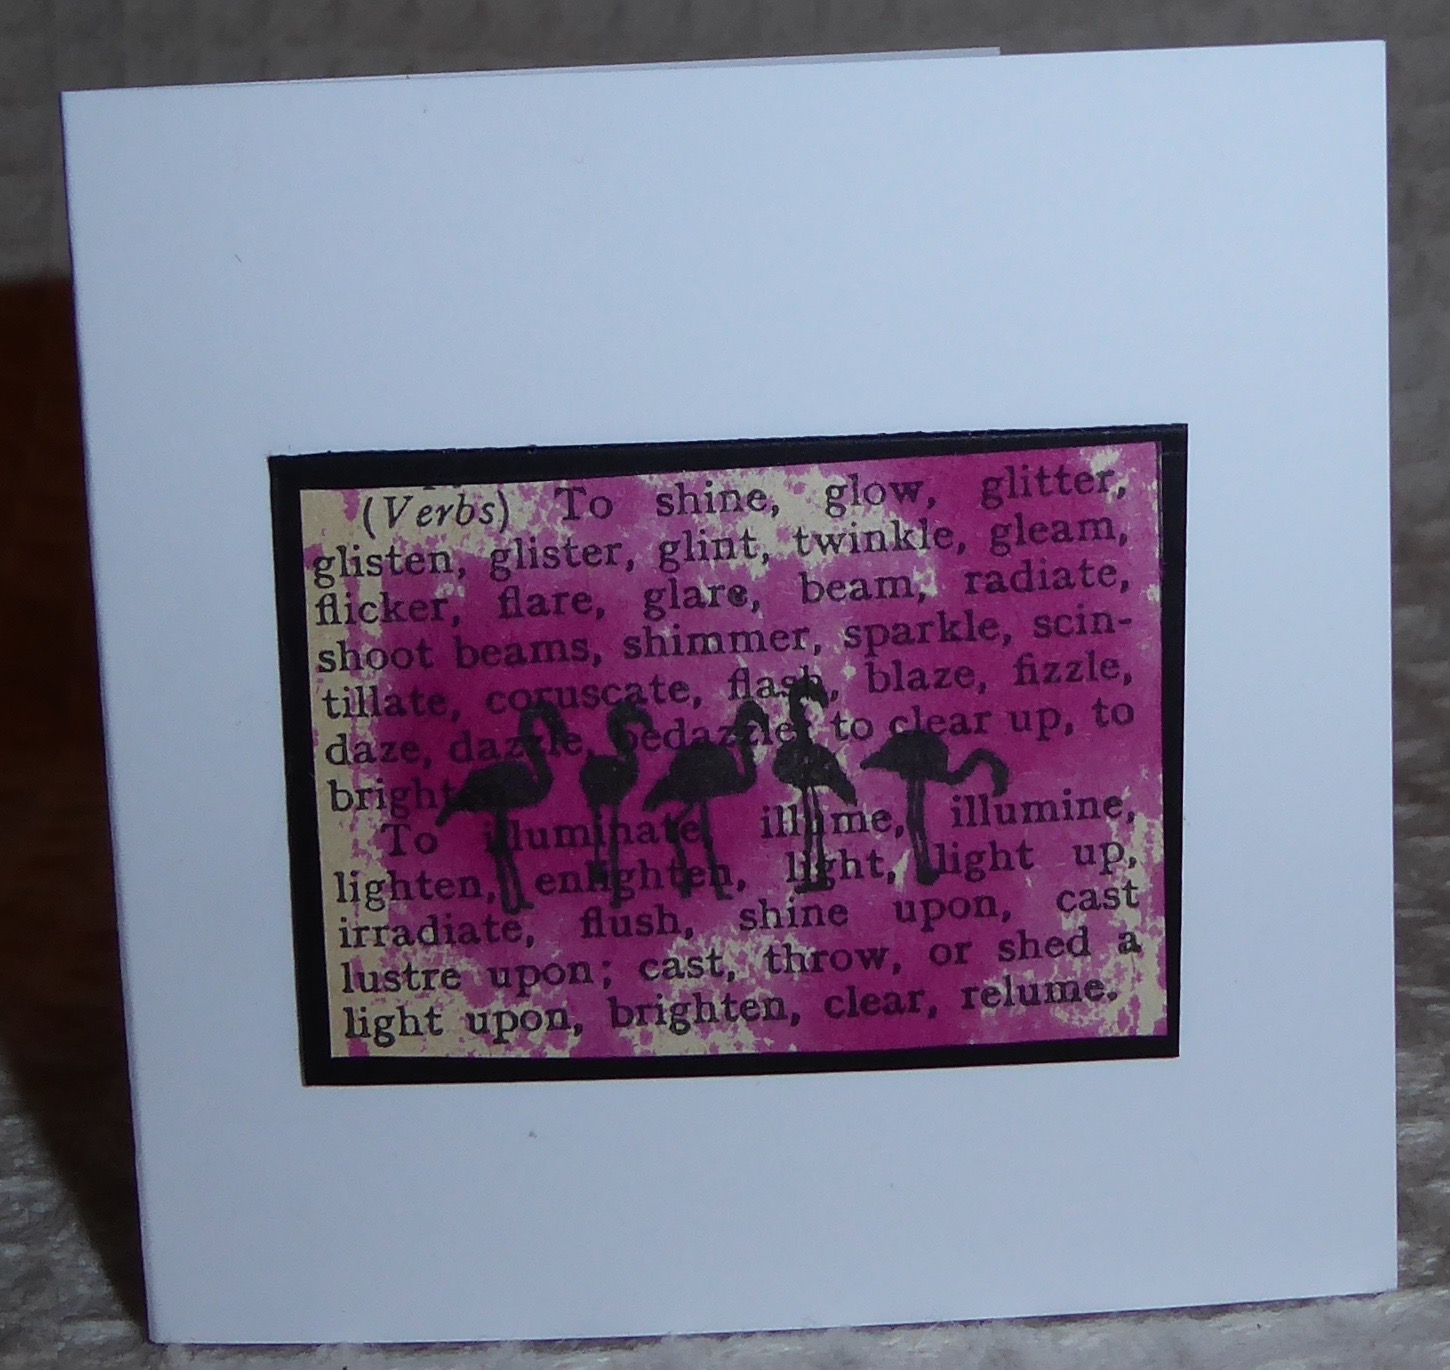 (Verbs) To shine, glow, glitter,
glisten, glister, glint, twinkle, gleam,
flicker, flare, glare, beam, radiate,
shoot beams, shimmer, sparkle, scin-
tillate, coruscate, flash, blaze, fizzle,
daze, dazzle, bedazzle; to clear up, to
bright
To illuminate, illume, illumine,
lighten, enlighten, light, light up,
irradiate, flush, shine upon, cast
lustre upon; cast, throw, or shed a
light upon, brighten, clear, relume.